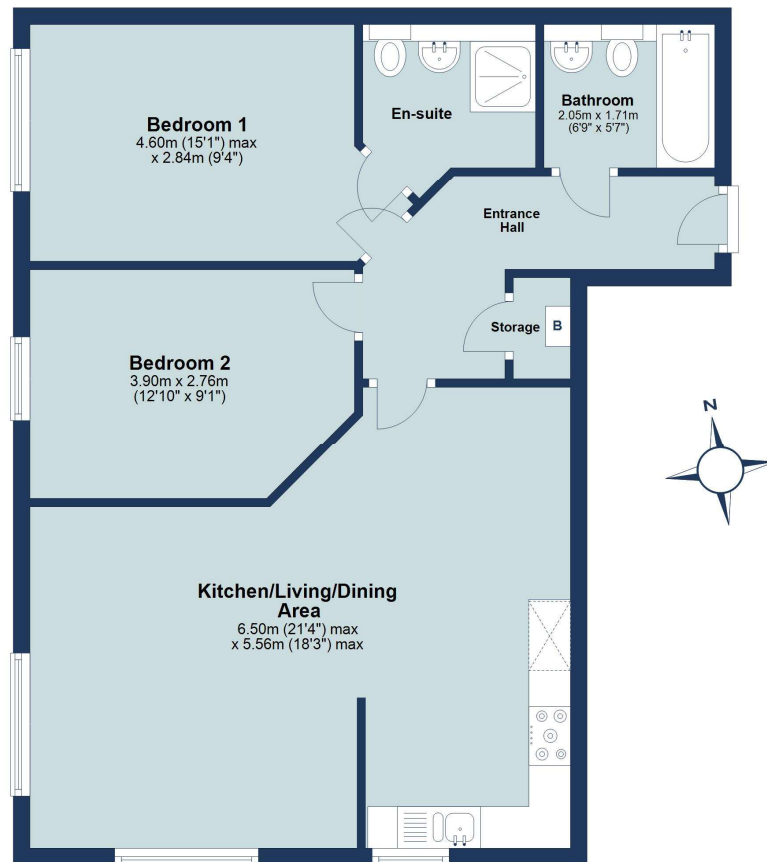 Bedroom 1
4.60m (15'1") max
x 2.84m (9'4")
En-suite
Bathroom
2.05m x 1.71m
(6'9" x 5'7")
Entrance
Hall
Storage
B
Bedroom 2
3.90m x 2.76m
(12'10" x 9'1")
N
Kitchen/Living/Dining
Area
6.50m (21'4") max
x 5.56m (18'3") max